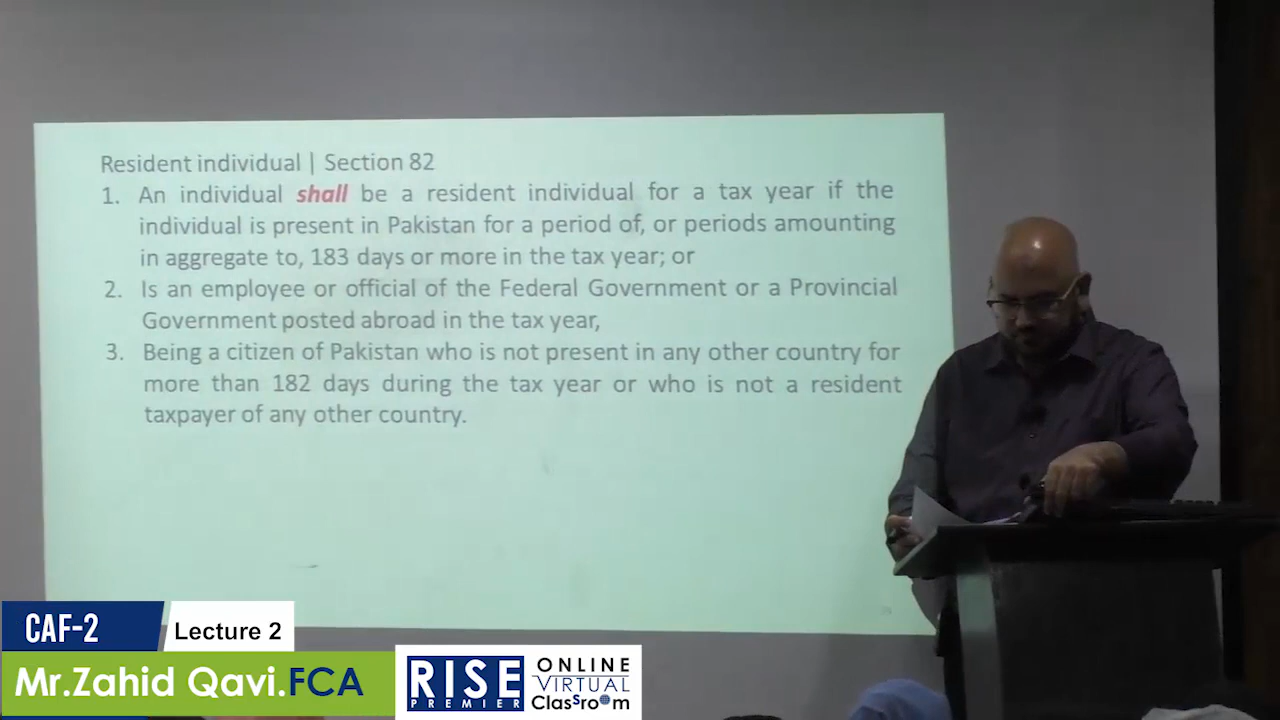 Resident individual | Section 82
1. An individual shall be a resident individual for a tax year if the
individual is present in Pakistan for a period of, or periods amounting
in aggregate to, 183 days or more in the tax year; or
2. Is an employee or official of the Federal Government or a Provincial
Government posted abroad in the tax year,
3. Being a citizen of Pakistan who is not present in any other country for
more than 182 days during the tax year or who is not a resident
taxpayer of any other country.
CAF-2
Lecture 2
Mr.Zahid Qavi.FCA
RISE
PREMIER
ONLINE
VIRTUAL
Classroom